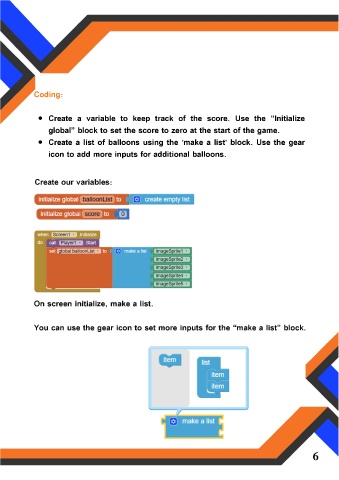 Coding:
• Create a variable to keep track of the score. Use the "Initialize
global" block to set the score to zero at the start of the game.
• Create a list of balloons using the 'make a list' block. Use the gear
icon to add more inputs for additional balloons.
Create our variables:
initialize global balloonList to create empty list
initialize global score to 0
when Screen1 .Initialize
do call Player1 .Start
set global balloonList to make a list ImageSprite1
ImageSprite2
ImageSprite3
ImageSprite4
ImageSprite5
On screen initialize, make a list.
You can use the gear icon to set more inputs for the "make a list" block.
item list
item
item
make a list
6